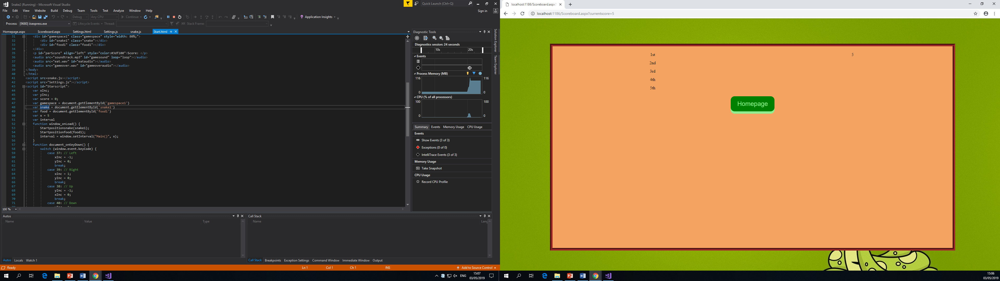 Snake2 (Running) - Microsoft Visual Studio
Quick Launch (Ctrl+Q)
File Edit View Website Build Debug Team Tools Test Analyze Window Help
Sign in
Debug Any CPU Continue Application Insights
Process: [9680] iisexpress.exe Lifecycle Events Thread: Stack Frame:
Homepage.aspx Scoreboard.aspx Settings.html Settings.js snake.js Start.html
31 <div id="gamespace1" class="gamespace" style="width: 80%;">
32 <div id="snake1" class="snake"></div>
33 <div id="food1" class="food1"></div>
34 </div>
35 <p id="parScore" align="left" style="color:#3df100">Score: </p>
36 <audio src="soundtrack.mp3" id="gamesound" loop="loop"></audio>
37 <audio src="eat.wav" id="eataudio"></audio>
38 <audio src="gameover.wav" id="gameoveraudio"></audio>
39 </body>
40 </html>
41 <script src=snake.js></script>
42 <script src="Settings.js"></script>
43 <script id="Starscript">
44 var xInc;
45 var yInc;
46 var score = 0;
47 var gamespace = document.getElementById('gamespace1')
48 var snake = document.getElementById('snake1')
49 var food = document.getElementById('food1')
50 var x = 5
51 var interval
52 function window_onLoad() {
53 Startpositionsnake(snake1);
54 Startpositionfood(food1);
55 interval = window.setInterval("Main()", x);
56 }
57 function document_onKeyDown() {
58 switch (window.event.keyCode) {
59 case 37: // Left
60 xInc = -1;
61 yInc = 0;
62 break;
63 case 39: // Right
64 xInc = 1;
65 yInc = 0;
66 break;
67 case 38: // Up
68 yInc = -1;
69 xInc = 0;
70 break;
71 case 40: // Down
100 %
Diagnostic Tools
Diagnostics session: 24 seconds
10s 20s
Events
Process Memory (MB)
116 116
0 0
CPU (% of all processors)
100 100
0 0
Summary Events Memory Usage CPU Usage
Events
Show Events (3 of 3)
Exceptions (0 of 0)
IntelliTrace Events (3 of 3)
Memory Usage
Take Snapshot
CPU Usage
Record CPU Profile
Solution Explorer
Team Explorer
Autos
Name Value Type
Autos Locals Watch 1
Call Stack
Name Lang
Call Stack Breakpoints Exception Settings Command Window Immediate Window Output
Ready Ln 1 Col 1 Ch 1 INS Add to Source Control
ENG 15:07
03/05/2019
localhost:1186/Scoreboard.aspx?
localhost:1186/Scoreboard.aspx?currentscore=5
1st 5
2nd
3rd
4th
5th
Homepage
15:06
03/05/2019